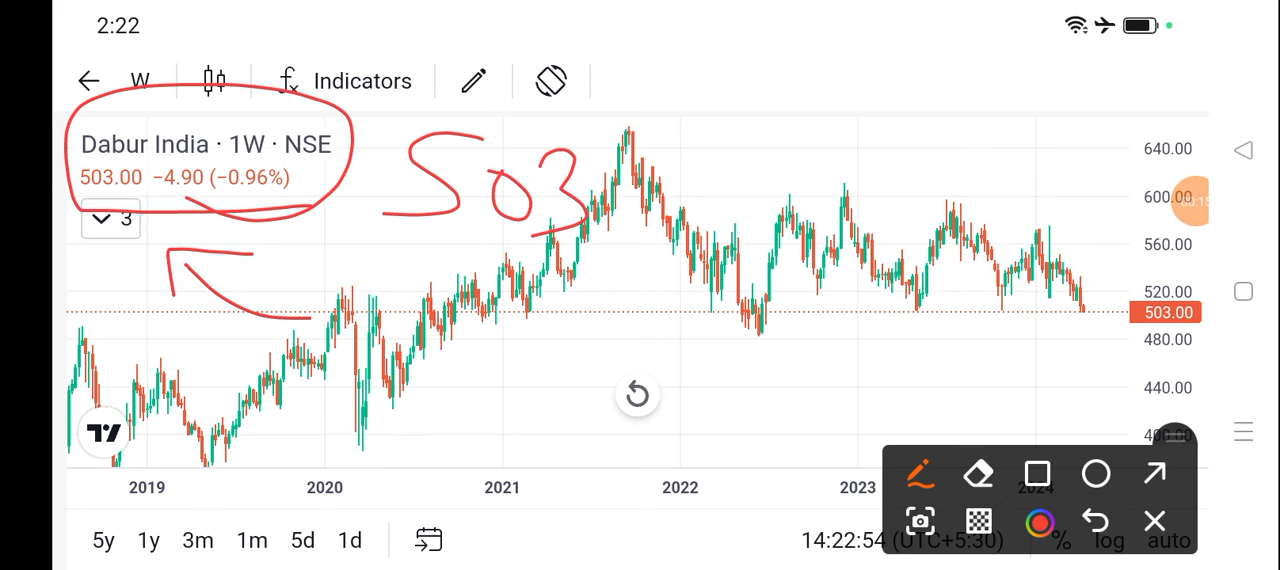 2:22
W
Indicators
Dabur India · 1W · NSE
503.00 −4.90 (−0.96%)
3
503
640.00
600.00
560.00
520.00
503.00
480.00
440.00
400.00
2019 2020 2021 2022 2023 2024
5y 1y 3m 1m 5d 1d
14:22:54 (UTC+5:30) % log auto